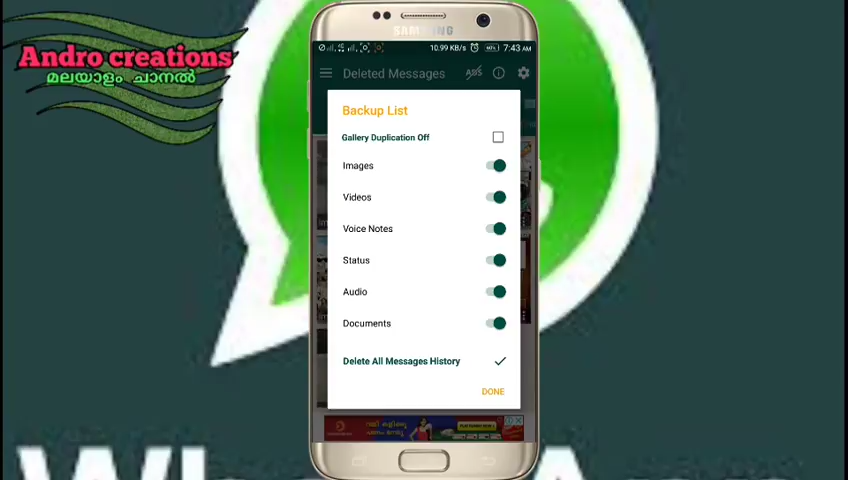 Andro creations
മലയാളം ചാനൽ
SAMSUNG
10.99 KB/s 7:43 AM
Deleted Messages
ADS
Backup List
Gallery Duplication Off
Images
Videos
Voice Notes
Status
Audio
Documents
Delete All Messages History
DONE